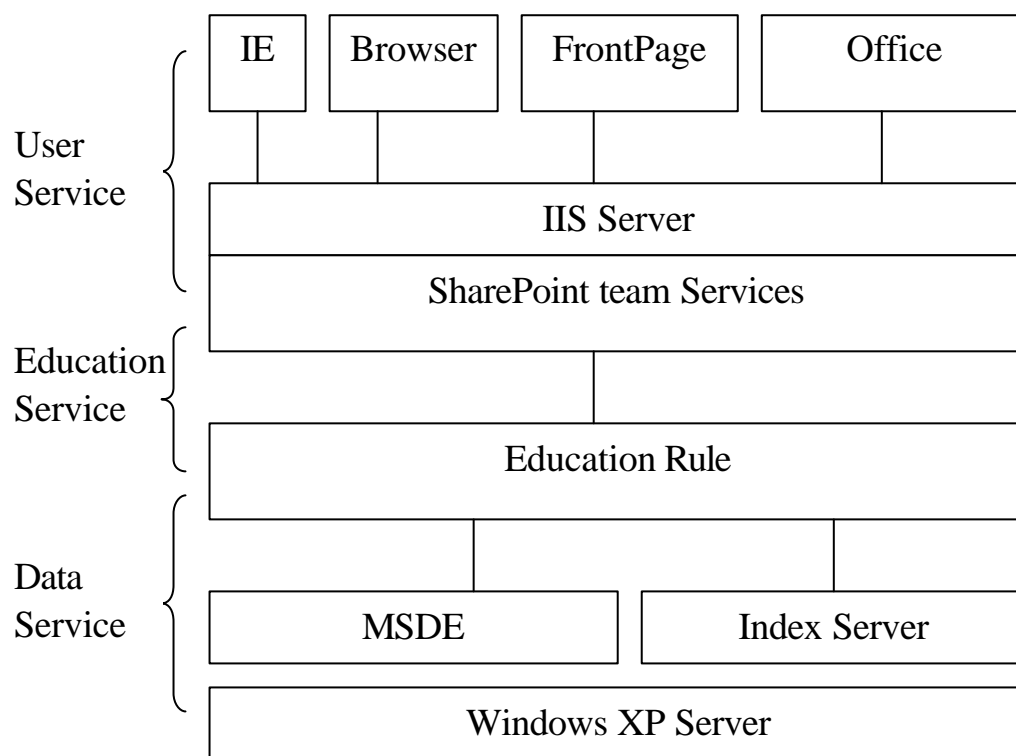 IE
Browser
FrontPage
Office
User
Service
IIS Server
SharePoint team Services
Education
Service
Education Rule
Data
Service
MSDE
Index Server
Windows XP Server